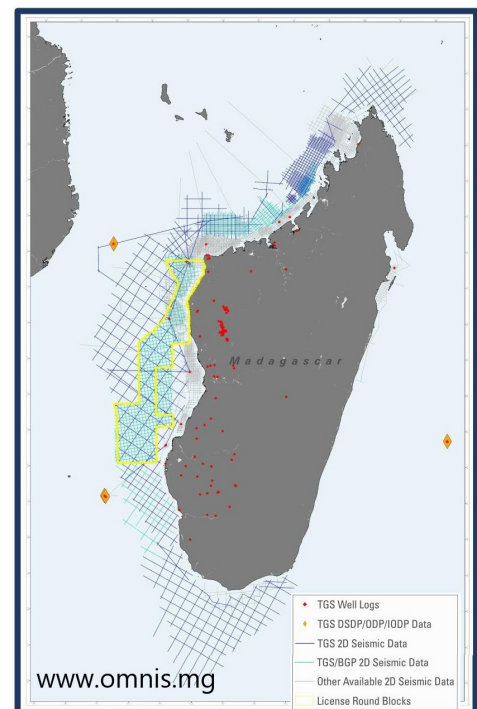 Madagascar
TGS Well Logs
TGS DSDP/ODP/IODP Data
TGS 2D Seismic Data
TGS/BGP 2D Seismic Data
Other Available 2D Seismic Data
License Round Blocks
www.omnis.mg